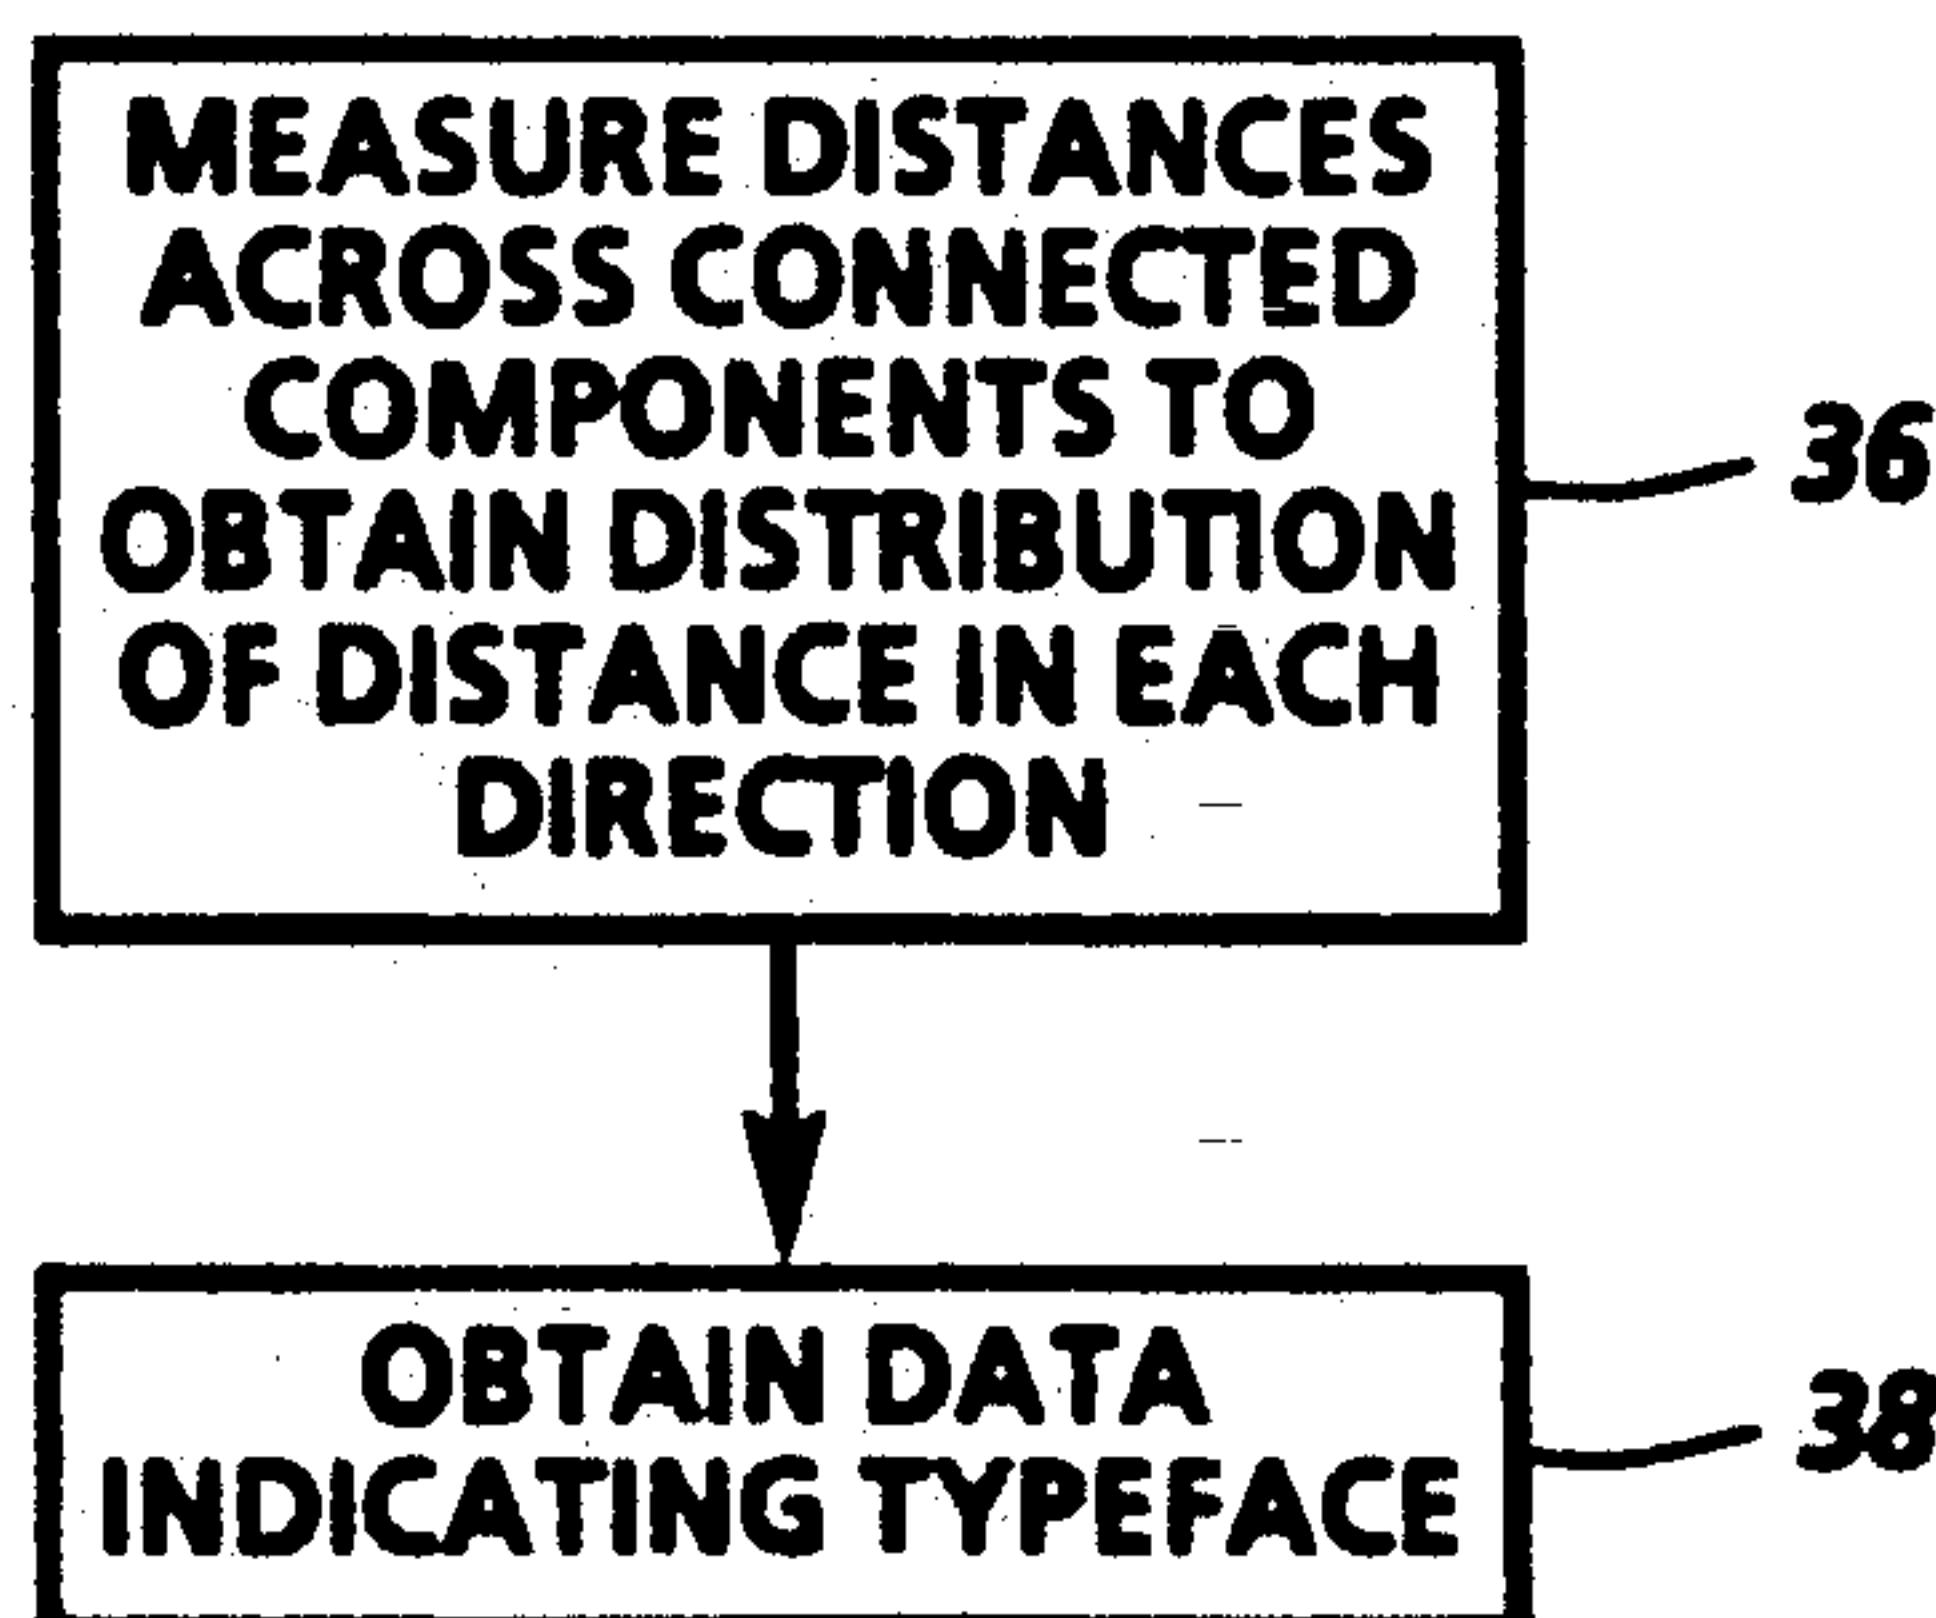 MEASURE DISTANCES
ACROSS CONNECTED
COMPONENTS TO
OBTAIN DISTRIBUTION
OF DISTANCE IN EACH
DIRECTION
36
OBTAIN DATA
INDICATING TYPEFACE
38